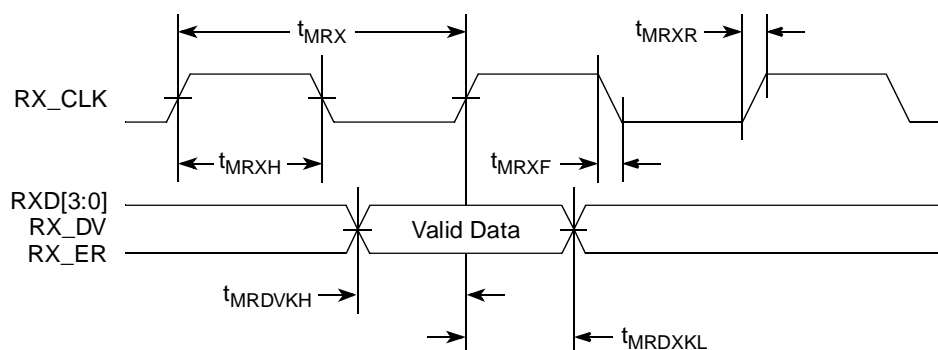 tMRX
tMRXR
RX_CLK
tMRXH
tMRXF
RXD[3:0]
RX_DV
Valid Data
RX_ER
tMRDVKH
tMRDXKL